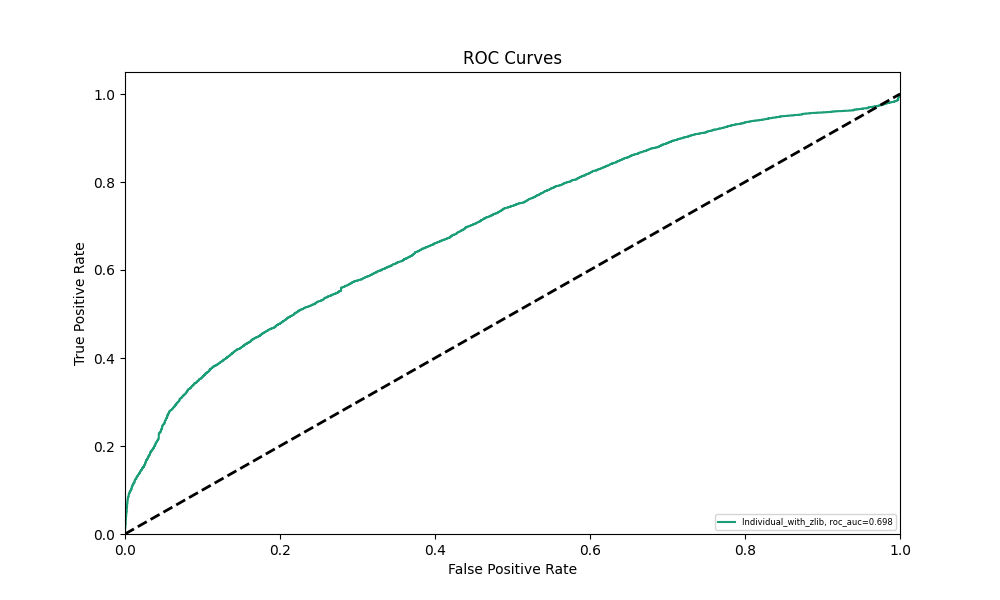 ROC Curves
True Positive Rate
1.0
0.8
0.6
0.4
0.2
0.0
Individual_with_zlib, roc_auc=0.698
0.0 0.2 0.4 0.6 0.8 1.0
False Positive Rate